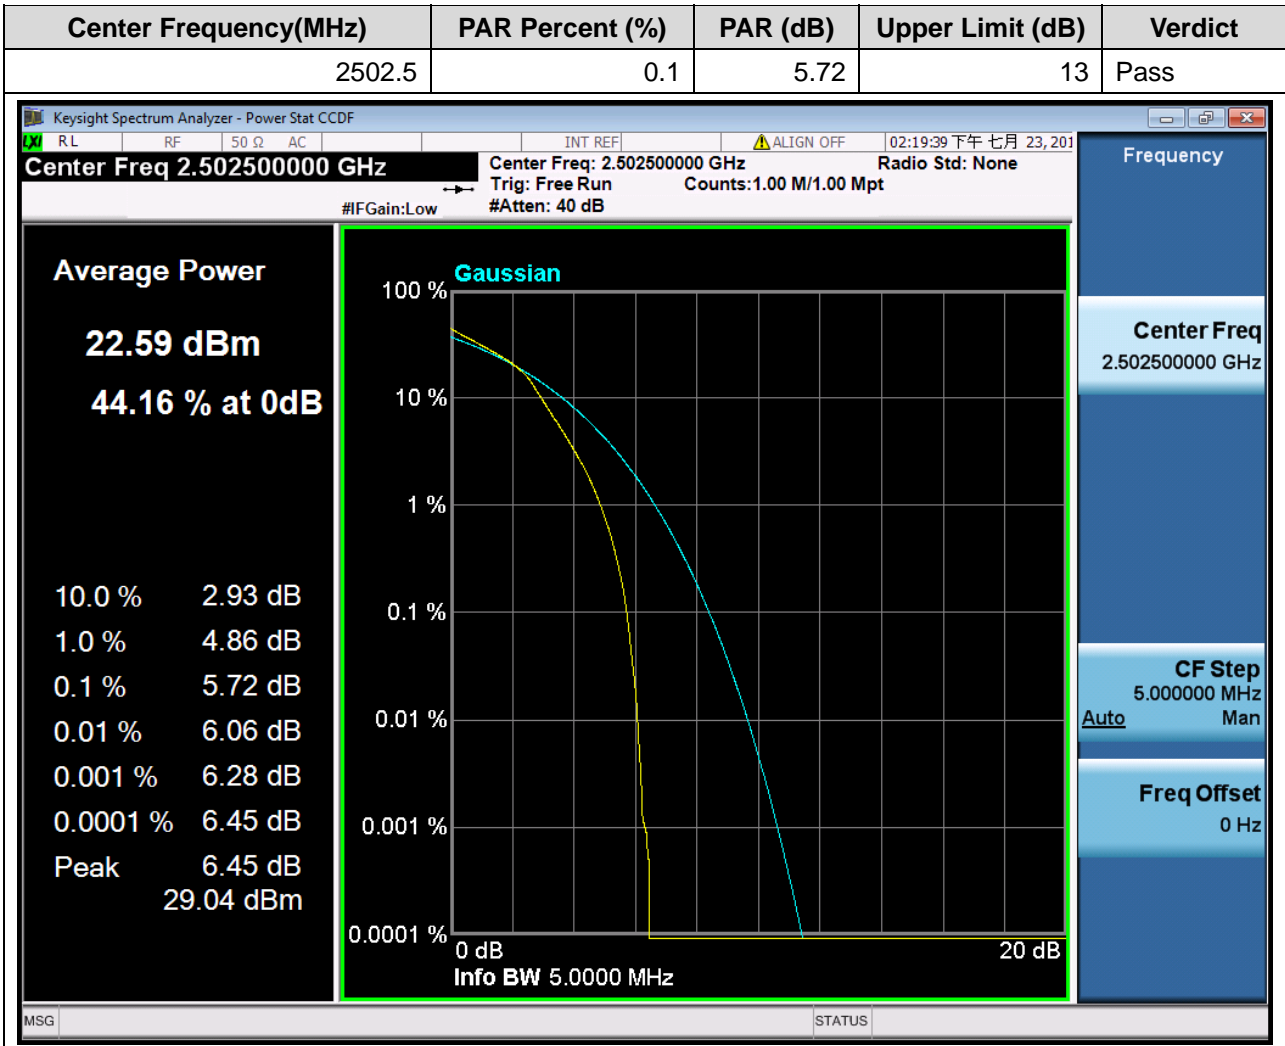 Center Frequency(MHz) PAR Percent (%) PAR (dB) Upper Limit (dB) Verdict
2502.5 0.1 5.72 13 Pass
Keysight Spectrum Analyzer - Power Stat CCDF
LXI RL RF 50 Ω AC INT REF ALIGN OFF 02:19:39 下午 七月 23, 201
Center Freq 2.502500000 GHz
Center Freq: 2.502500000 GHz Radio Std: None
Trig: Free Run Counts:1.00 M/1.00 Mpt
#IFGain:Low #Atten: 40 dB
Average Power
22.59 dBm
44.16 % at 0dB
10.0 % 2.93 dB
1.0 % 4.86 dB
0.1 % 5.72 dB
0.01 % 6.06 dB
0.001 % 6.28 dB
0.0001 % 6.45 dB
Peak 6.45 dB
29.04 dBm
Gaussian
100 %
10 %
1 %
0.1 %
0.01 %
0.001 %
0.0001 %
0 dB 20 dB
Info BW 5.0000 MHz
Frequency
Center Freq
2.502500000 GHz
CF Step
5.000000 MHz
Auto Man
Freq Offset
0 Hz
MSG STATUS